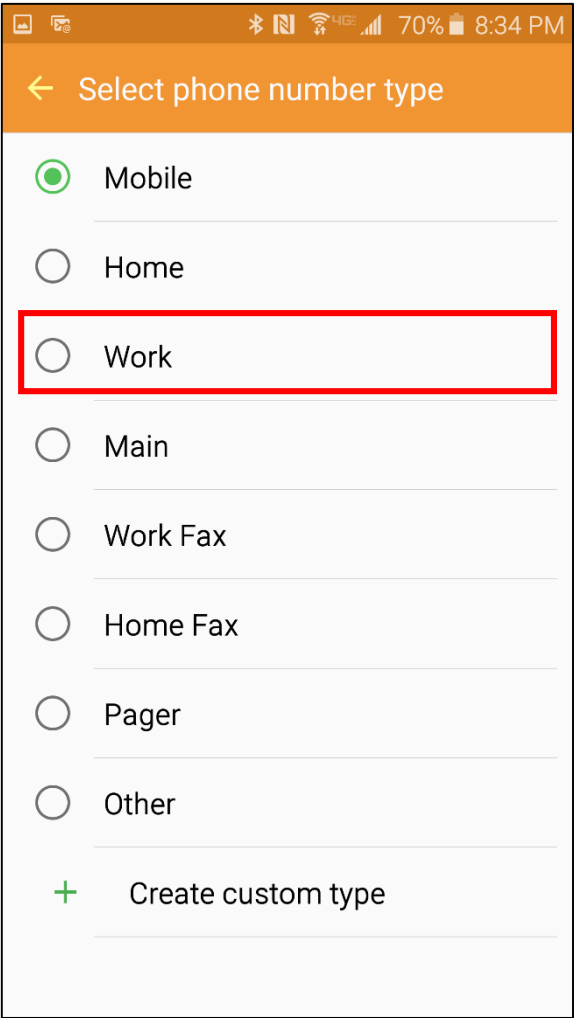 4G 70% 8:34 PM
Select phone number type
Mobile
Home
Work
Main
Work Fax
Home Fax
Pager
Other
Create custom type